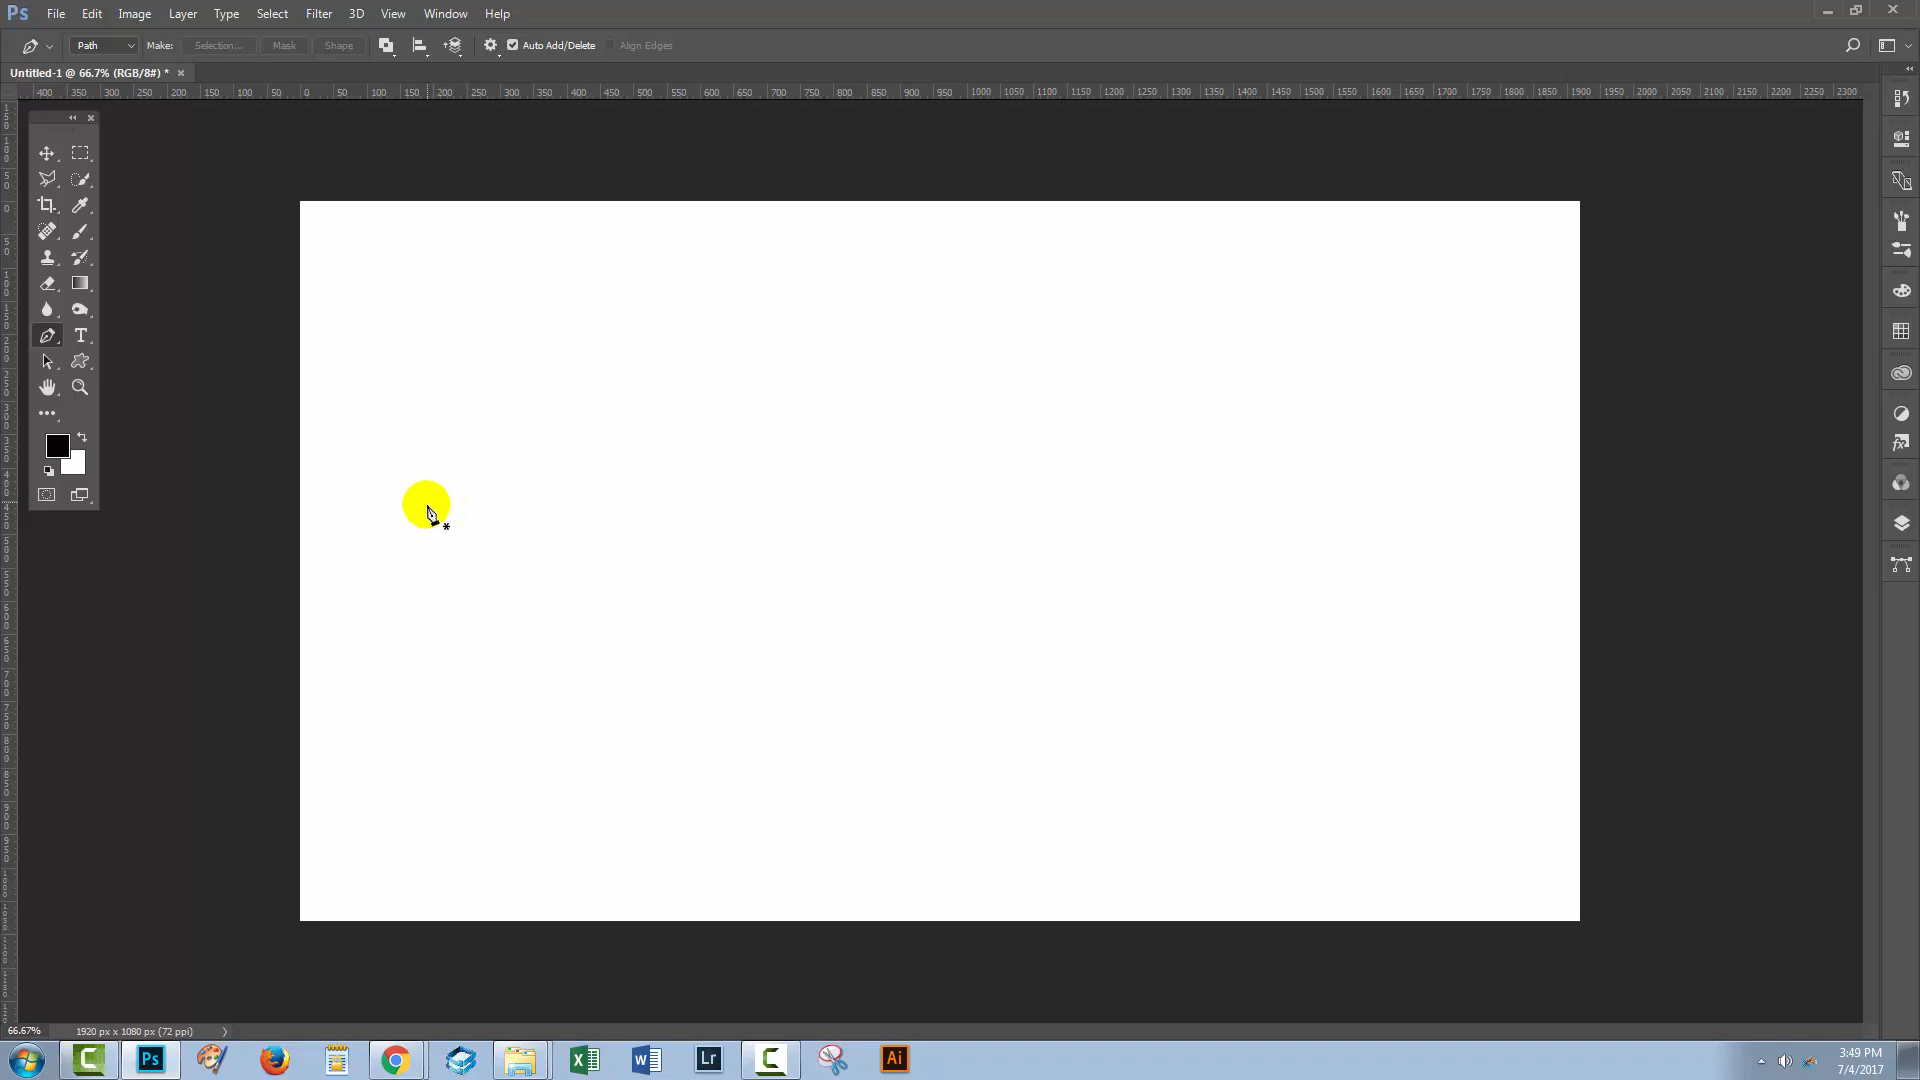 Ps File Edit Image Layer Type Select Filter 3D View Window Help
Path Make: Selection... Mask Shape Auto Add/Delete Align Edges
Untitled-1 @ 66.7% (RGB/8#) * ×
400 350 300 250 200 150 100 50 0 50 100 150 200 250 300 350 400 450 500 550 600 650 700 750 800 850 900 950 1000 1050 1100 1150 1200 1250 1300 1350 1400 1450 1500 1550 1600 1650 1700 1750 1800 1850 1900 1950 2000 2050 2100 2150 2200 2250 2300
T
fx
66.67% 1920 px x 1080 px (72 ppi)
C Ps Lr C Ai
3:49 PM
7/4/2017